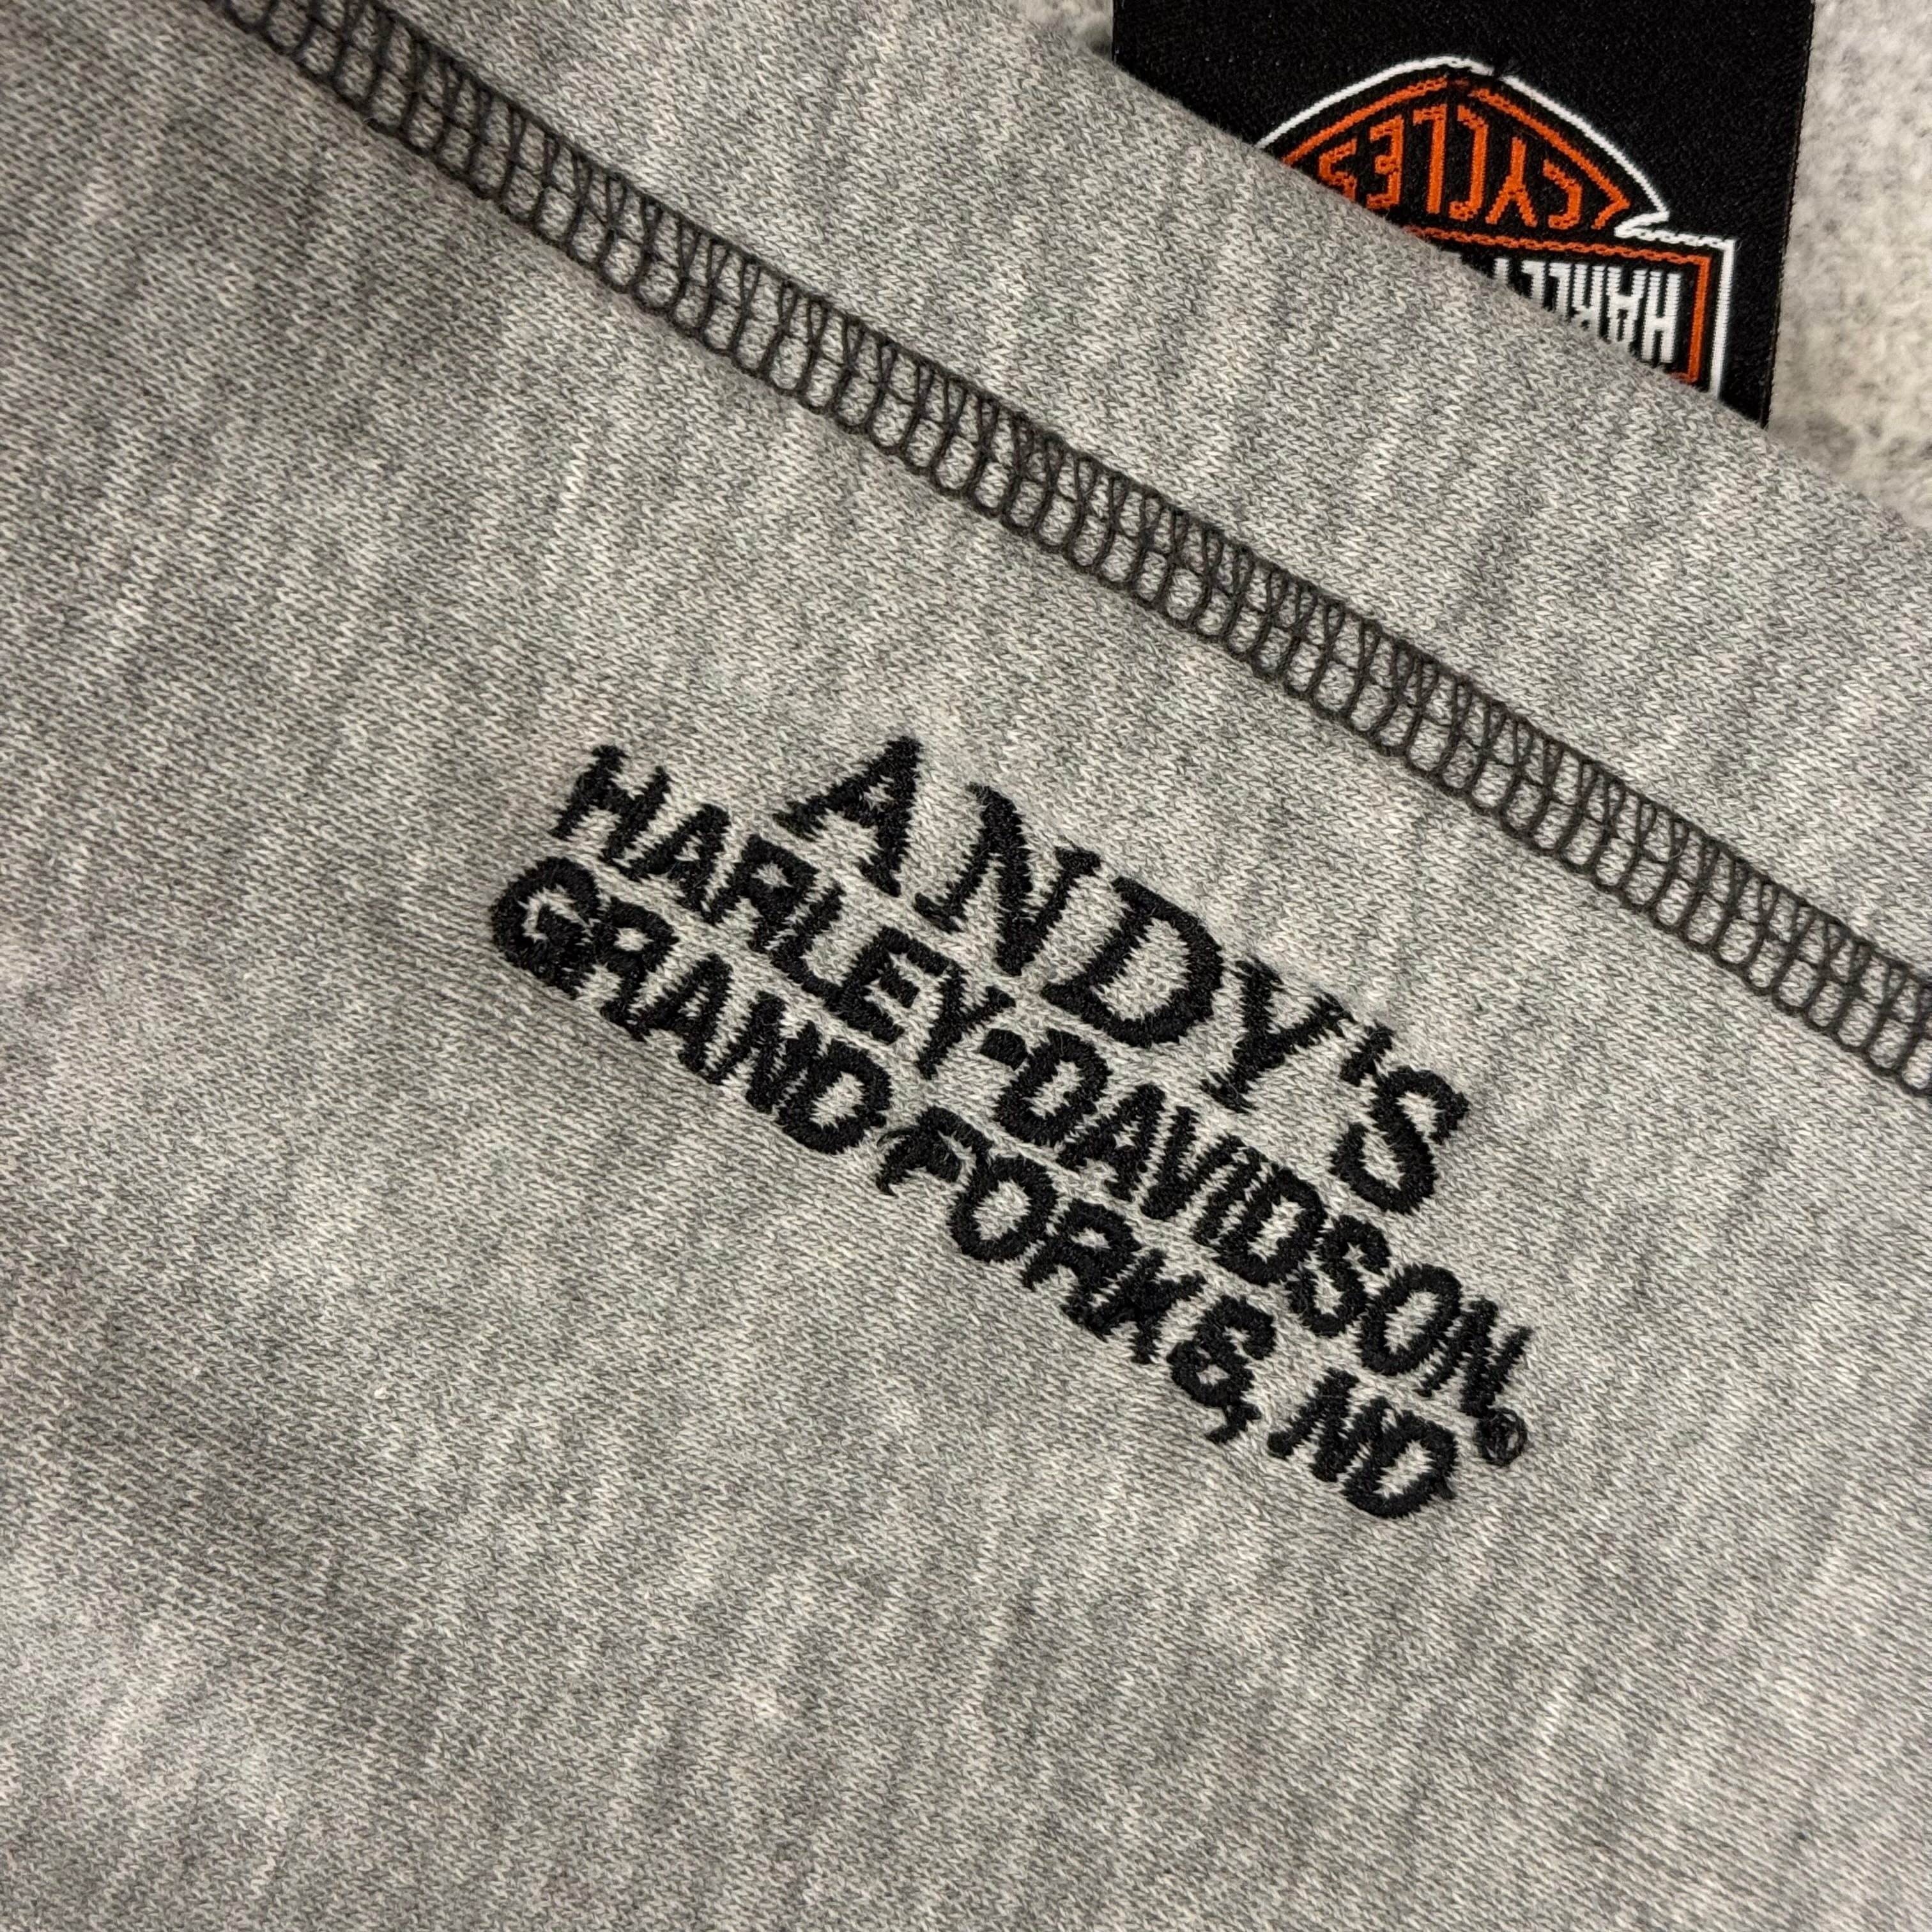 ANDY'S
HARLEY-DAVIDSON®
GRAND FORKS, ND
CYCLES